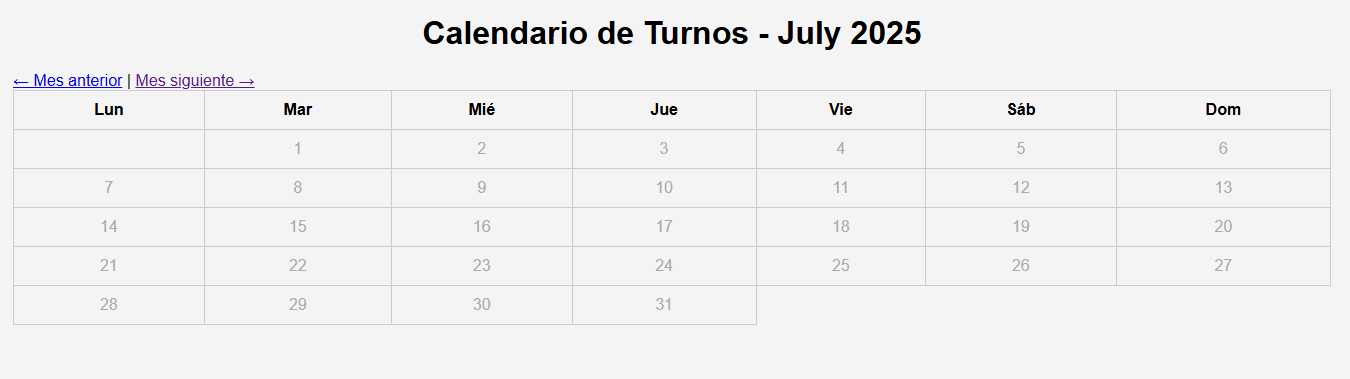 Calendario de Turnos - July 2025
← Mes anterior | Mes siguiente →
Lun Mar Mié Jue Vie Sáb Dom
1 2 3 4 5 6
7 8 9 10 11 12 13
14 15 16 17 18 19 20
21 22 23 24 25 26 27
28 29 30 31